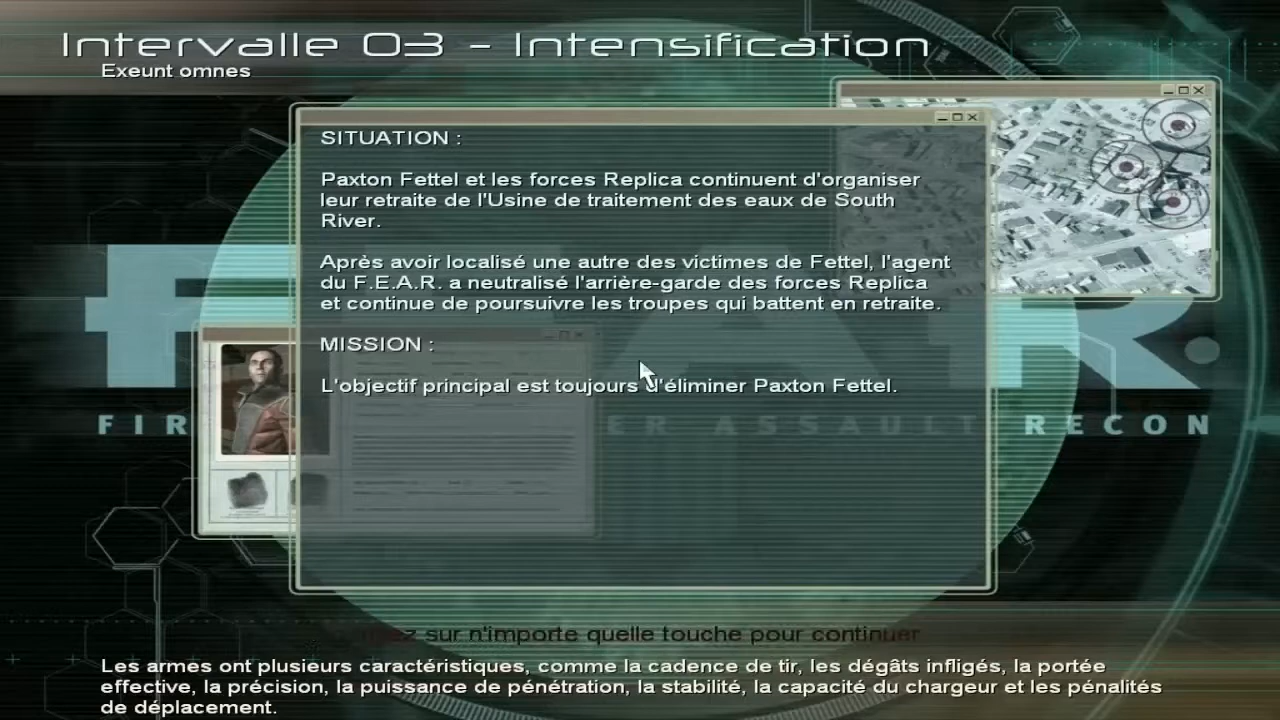 Intervalle 03 - Intensification
Exeunt omnes
SITUATION :
Paxton Fettel et les forces Replica continuent d'organiser
leur retraite de l'Usine de traitement des eaux de South
River.
Après avoir localisé une autre des victimes de Fettel, l'agent
du F.E.A.R. a neutralisé l'arrière-garde des forces Replica
et continue de poursuivre les troupes qui battent en retraite.
MISSION :
L'objectif principal est toujours d'éliminer Paxton Fettel.
ASSAULT RECON
sur n'importe quelle touche pour continuer
Les armes ont plusieurs caractéristiques, comme la cadence de tir, les dégâts infligés, la portée
effective, la précision, la puissance de pénétration, la stabilité, la capacité du chargeur et les pénalités
de déplacement.